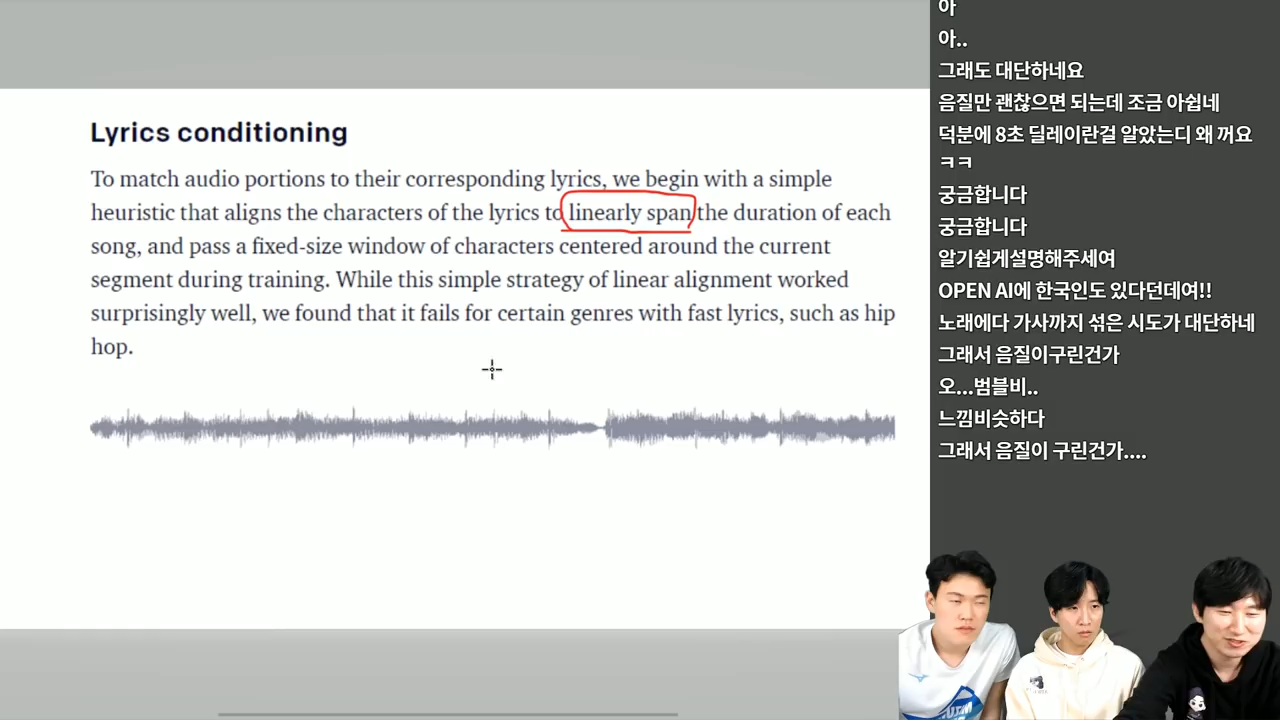 Lyrics conditioning
To match audio portions to their corresponding lyrics, we begin with a simple
heuristic that aligns the characters of the lyrics to linearly span the duration of each
song, and pass a fixed-size window of characters centered around the current
segment during training. While this simple strategy of linear alignment worked
surprisingly well, we found that it fails for certain genres with fast lyrics, such as hip
hop.
아
아..
그래도 대단하네요
음질만 괜찮으면 되는데 조금 아쉽네
덕분에 8초 딜레이란걸 알았는디 왜 꺼요
ㅋㅋ
궁금합니다
궁금합니다
알기쉽게설명해주세여
OPEN AI에 한국인도 있다던데여!!
노래에다 가사까지 섞은 시도가 대단하네
그래서 음질이구린건가
오...범블비..
느낌비슷하다
그래서 음질이 구린건가....